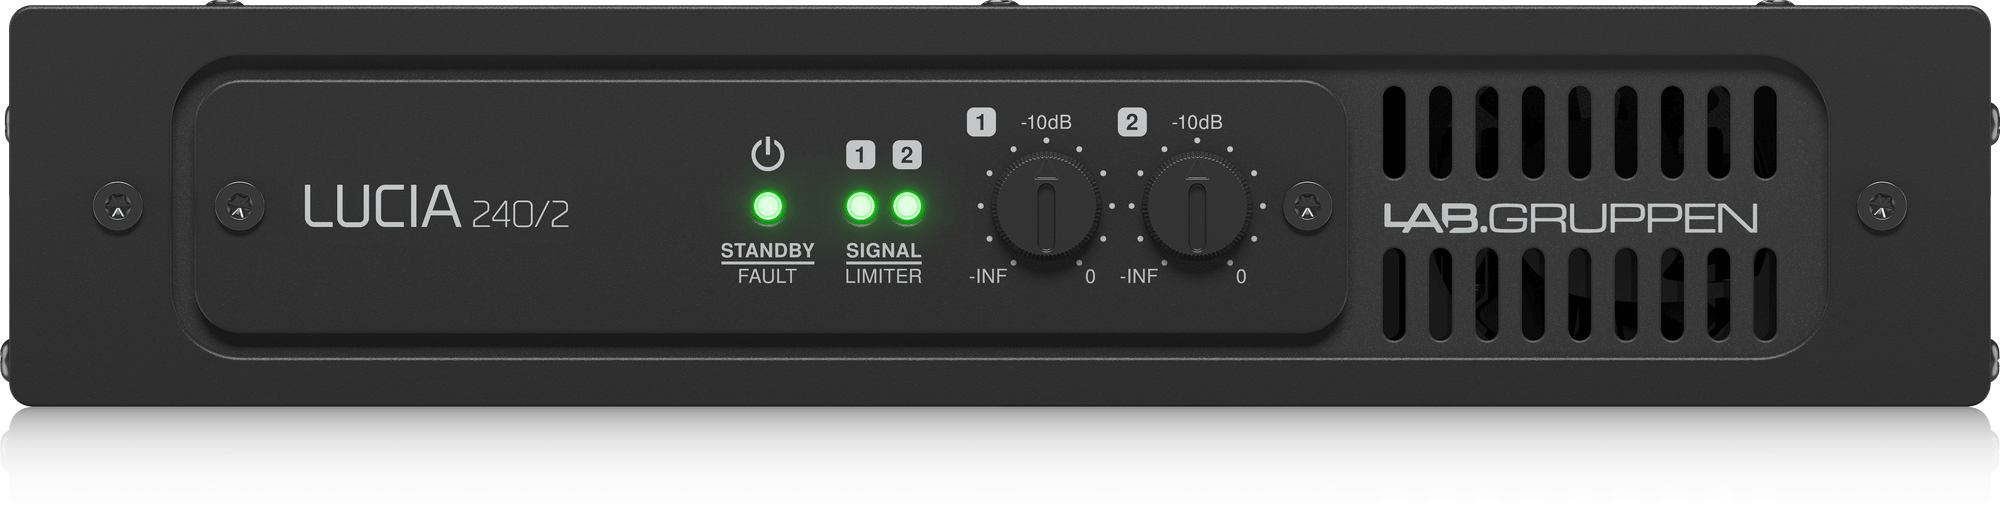 LUCIA 240/2
1 2
STANDBY
FAULT
SIGNAL
LIMITER
1 -10dB
-INF 0
2 -10dB
-INF 0
LAB.GRUPPEN